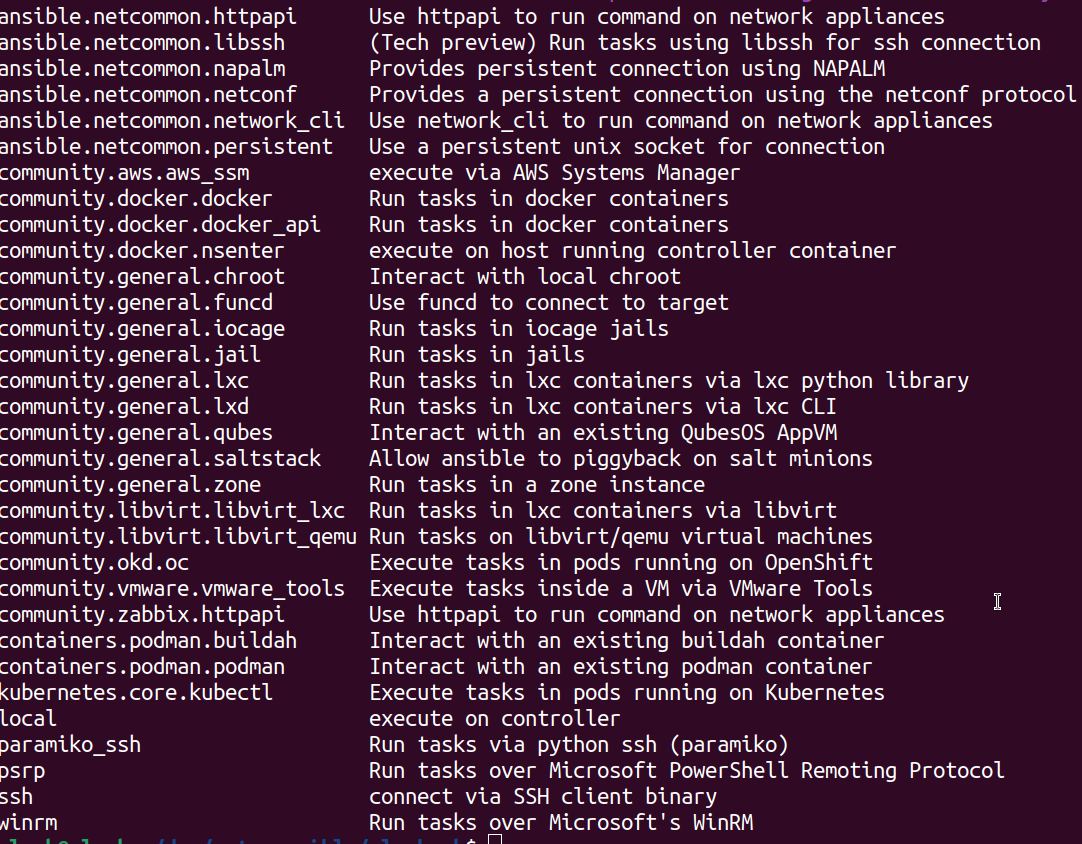 ansible.netcommon.httpapi Use httpapi to run command on network appliances
ansible.netcommon.libssh (Tech preview) Run tasks using libssh for ssh connection
ansible.netcommon.napalm Provides persistent connection using NAPALM
ansible.netcommon.netconf Provides a persistent connection using the netconf protocol
ansible.netcommon.network_cli Use network_cli to run command on network appliances
ansible.netcommon.persistent Use a persistent unix socket for connection
community.aws.aws_ssm execute via AWS Systems Manager
community.docker.docker Run tasks in docker containers
community.docker.docker_api Run tasks in docker containers
community.docker.nsenter execute on host running controller container
community.general.chroot Interact with local chroot
community.general.funcd Use funcd to connect to target
community.general.iocage Run tasks in iocage jails
community.general.jail Run tasks in jails
community.general.lxc Run tasks in lxc containers via lxc python library
community.general.lxd Run tasks in lxc containers via lxc CLI
community.general.qubes Interact with an existing QubesOS AppVM
community.general.saltstack Allow ansible to piggyback on salt minions
community.general.zone Run tasks in a zone instance
community.libvirt.libvirt_lxc Run tasks in lxc containers via libvirt
community.libvirt.libvirt_qemu Run tasks on libvirt/qemu virtual machines
community.okd.oc Execute tasks in pods running on OpenShift
community.vmware.vmware_tools Execute tasks inside a VM via VMware Tools
community.zabbix.httpapi Use httpapi to run command on network appliances
containers.podman.buildah Interact with an existing buildah container
containers.podman.podman Interact with an existing podman container
kubernetes.core.kubectl Execute tasks in pods running on Kubernetes
local execute on controller
paramiko_ssh Run tasks via python ssh (paramiko)
psrp Run tasks over Microsoft PowerShell Remoting Protocol
ssh connect via SSH client binary
winrm Run tasks over Microsoft's WinRM